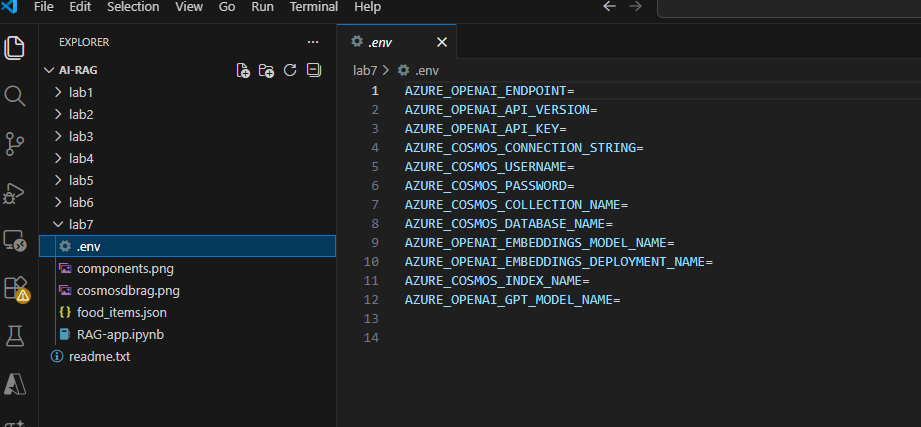 File Edit Selection View Go Run Terminal Help
EXPLORER
AI-RAG
lab1
lab2
lab3
lab4
lab5
lab6
lab7
.env
components.png
cosmosdbrag.png
food_items.json
RAG-app.ipynb
readme.txt
.env
lab7 > .env
1 AZURE_OPENAI_ENDPOINT=
2 AZURE_OPENAI_API_VERSION=
3 AZURE_OPENAI_API_KEY=
4 AZURE_COSMOS_CONNECTION_STRING=
5 AZURE_COSMOS_USERNAME=
6 AZURE_COSMOS_PASSWORD=
7 AZURE_COSMOS_COLLECTION_NAME=
8 AZURE_COSMOS_DATABASE_NAME=
9 AZURE_OPENAI_EMBEDDINGS_MODEL_NAME=
10 AZURE_OPENAI_EMBEDDINGS_DEPLOYMENT_NAME=
11 AZURE_COSMOS_INDEX_NAME=
12 AZURE_OPENAI_GPT_MODEL_NAME=
13
14